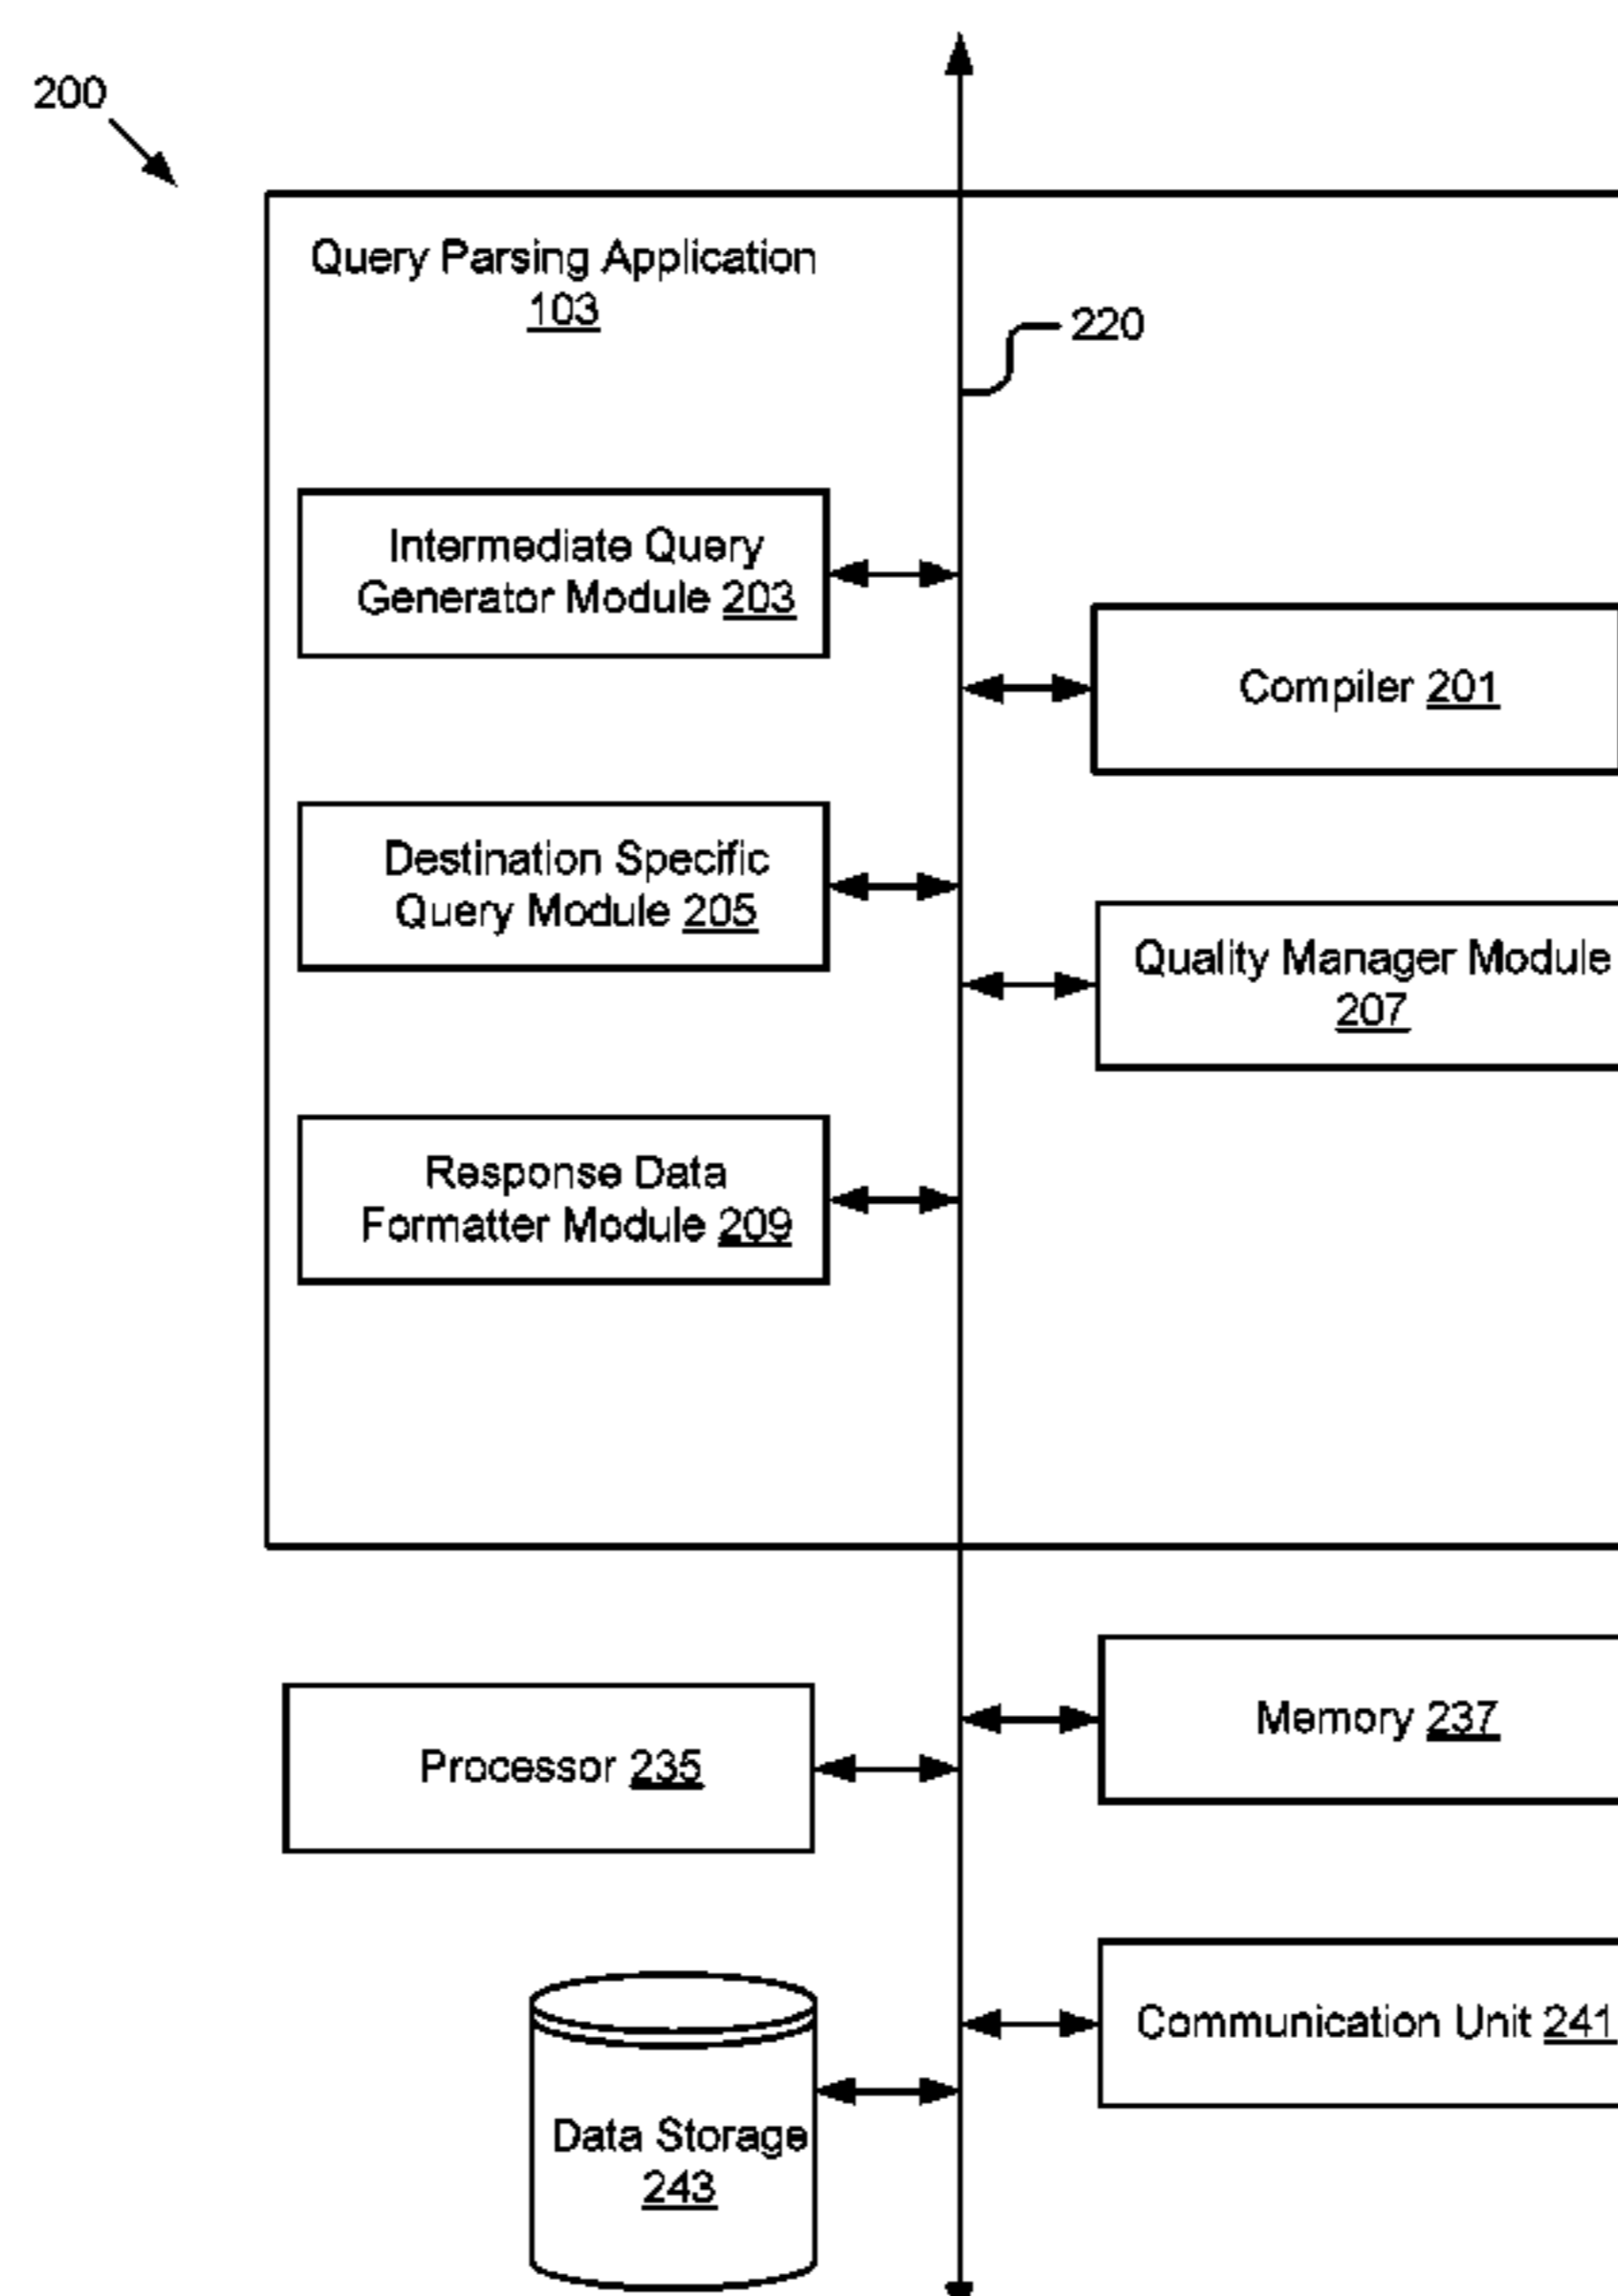 200
Query Parsing Application
103
220
Intermediate Query
Generator Module 203
Compiler 201
Destination Specific
Query Module 205
Quality Manager Module
207
Response Data
Formatter Module 209
Memory 237
Processor 235
Communication Unit 241
Data Storage
243